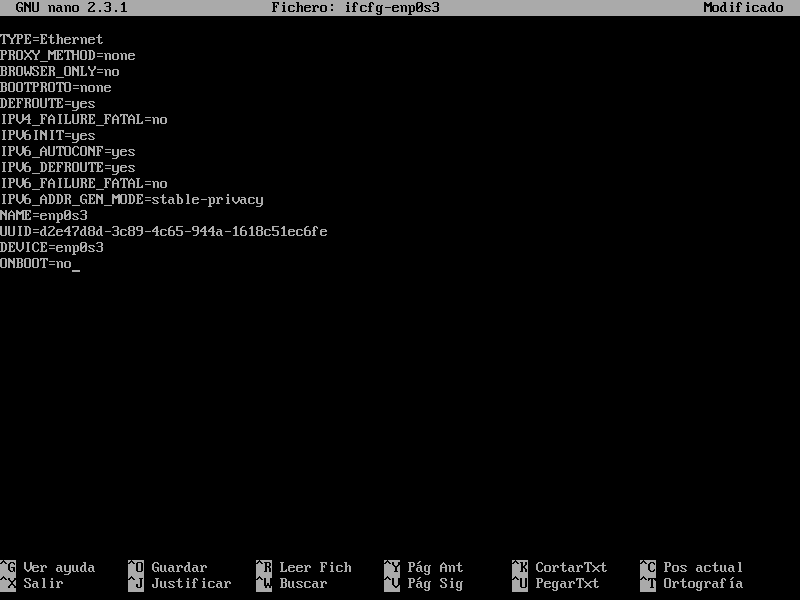 GNU nano 2.3.1 Fichero: ifcfg-enp0s3 Modificado
TYPE=Ethernet
PROXY_METHOD=none
BROWSER_ONLY=no
BOOTPROTO=none
DEFROUTE=yes
IPV4_FAILURE_FATAL=no
IPV6INIT=yes
IPV6_AUTOCONF=yes
IPV6_DEFROUTE=yes
IPV6_FAILURE_FATAL=no
IPV6_ADDR_GEN_MODE=stable-privacy
NAME=enp0s3
UUID=d2e47d8d-3c89-4c65-944a-1618c51ec6fe
DEVICE=enp0s3
ONBOOT=no_
^G Ver ayuda ^O Guardar ^R Leer Fich ^Y Pág Ant ^K CortarTxt ^C Pos actual
^X Salir ^J Justificar ^W Buscar ^V Pág Sig ^U PegarTxt ^T Ortografía